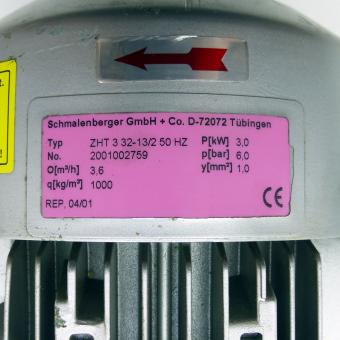 Schmalenberger GmbH + Co. D-72072 Tübingen
Typ ZHT 3 32-13/2 50 HZ P[kW] 3,0
No. 2001002759 p[bar] 6,0
O[m³/h] 3,6 y[mm²] 1,0
q[kg/m³] 1000
REP. 04/01 CE